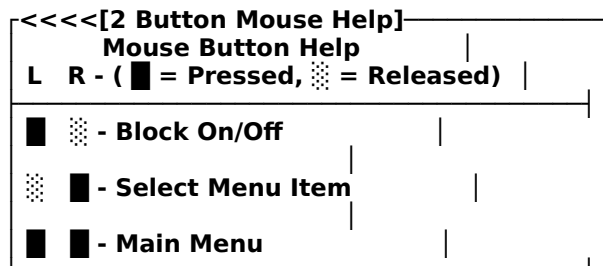 ┌<<<<[2 Button Mouse Help]─────────────
│ Mouse Button Help │
│ L R - ( █ = Pressed, ░ = Released) │
├──────────────────────────────────────┤
│ █ ░ - Block On/Off │
│ │
│ ░ █ - Select Menu Item │
│ │
│ █ █ - Main Menu │